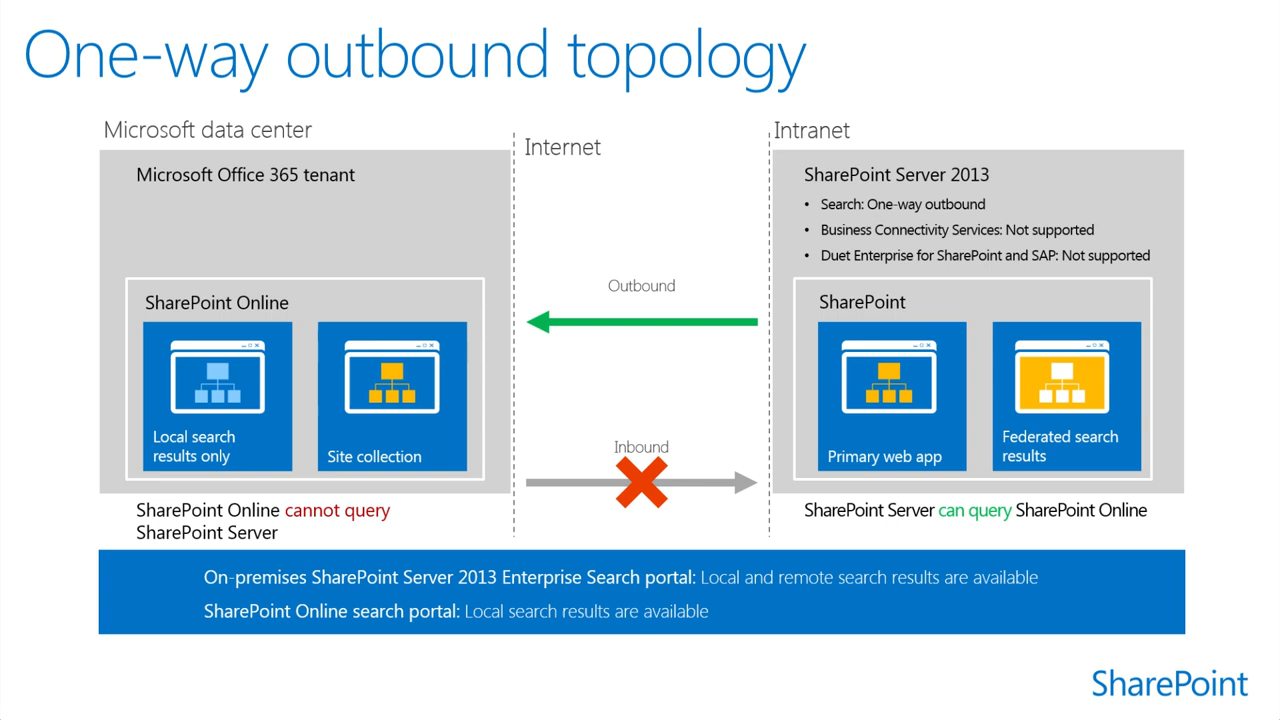 One-way outbound topology
Microsoft data center
Internet
Intranet
Microsoft Office 365 tenant
SharePoint Online
Local search
results only
Site collection
SharePoint Online cannot query
SharePoint Server
Outbound
Inbound
SharePoint Server 2013
• Search: One-way outbound
• Business Connectivity Services: Not supported
• Duet Enterprise for SharePoint and SAP: Not supported
SharePoint
Primary web app
Federated search
results
SharePoint Server can query SharePoint Online
On-premises SharePoint Server 2013 Enterprise Search portal: Local and remote search results are available
SharePoint Online search portal: Local search results are available
SharePoint